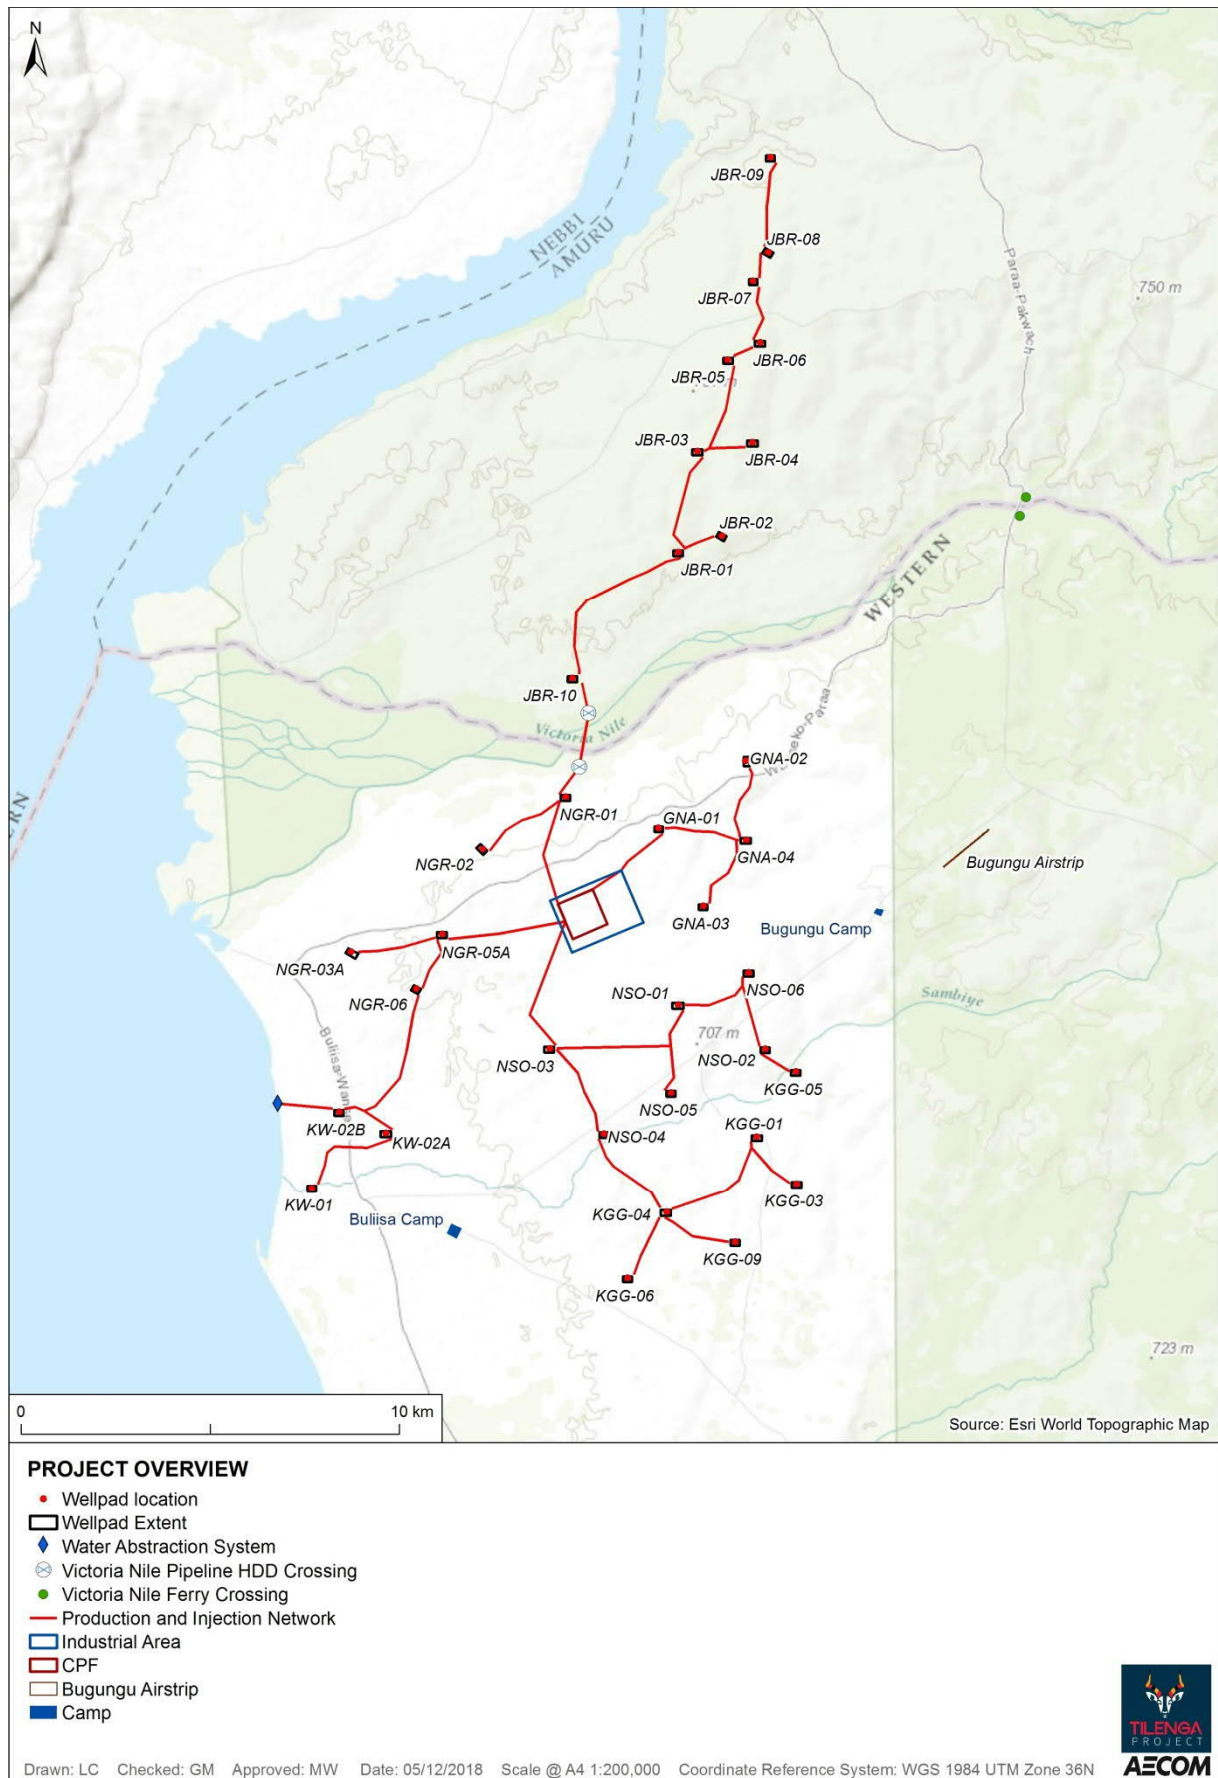 N
NEBBI
AMURU
JBR-09
JBR-08
JBR-07
Paraa-Pakwach
750 m
JBR-06
JBR-05
JBR-03
JBR-04
JBR-02
JBR-01
WESTERN
JBR-10
Victoria Nile
GNA-02
NGR-01
GNA-01
NGR-02
GNA-04
Bugungu Airstrip
GNA-03
Bugungu Camp
NGR-05A
NGR-03A
NGR-06
NSO-06
NSO-01
Sambiye
707 m
NSO-03
NSO-02
KGG-05
NSO-05
KW-02B
KW-02A
NSO-04
KGG-01
KW-01
KGG-03
KGG-04
Buliisa Camp
KGG-09
KGG-06
723 m
0 10 km
Source: Esri World Topographic Map
PROJECT OVERVIEW
Wellpad location
Wellpad Extent
Water Abstraction System
Victoria Nile Pipeline HDD Crossing
Victoria Nile Ferry Crossing
Production and Injection Network
Industrial Area
CPF
Bugungu Airstrip
Camp
TILENGA
PROJECT
AECOM
Drawn: LC Checked: GM Approved: MW Date: 05/12/2018 Scale @ A4 1:200,000 Coordinate Reference System: WGS 1984 UTM Zone 36N